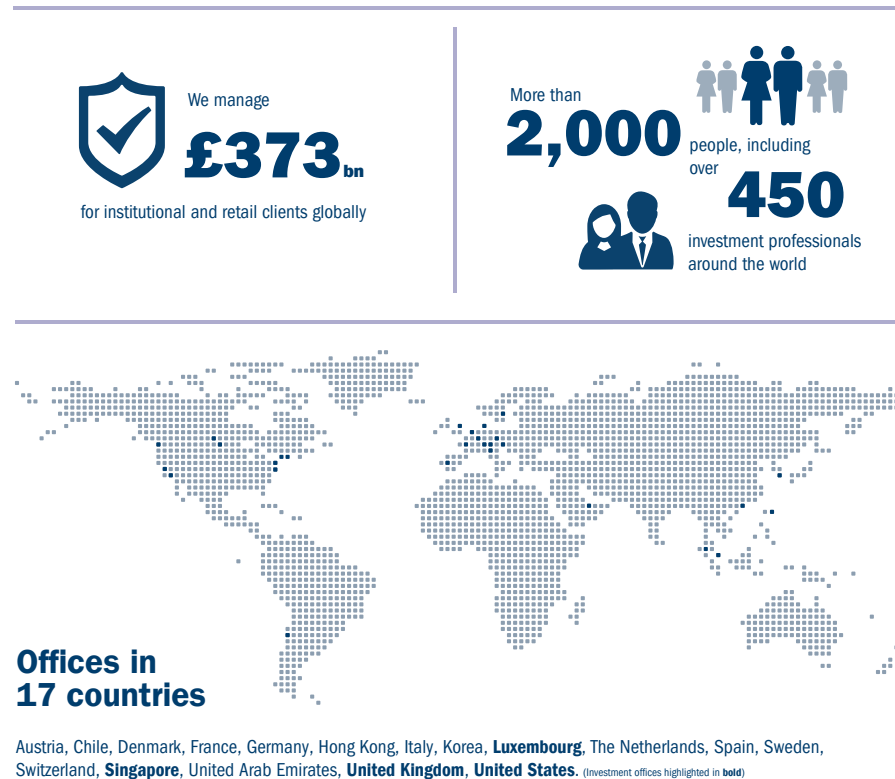 We manage
£373bn
for institutional and retail clients globally
More than
2,000 people, including
over 450
investment professionals
around the world
Offices in
17 countries
Austria, Chile, Denmark, France, Germany, Hong Kong, Italy, Korea, Luxembourg, The Netherlands, Spain, Sweden,
Switzerland, Singapore, United Arab Emirates, United Kingdom, United States. (Investment offices highlighted in bold)